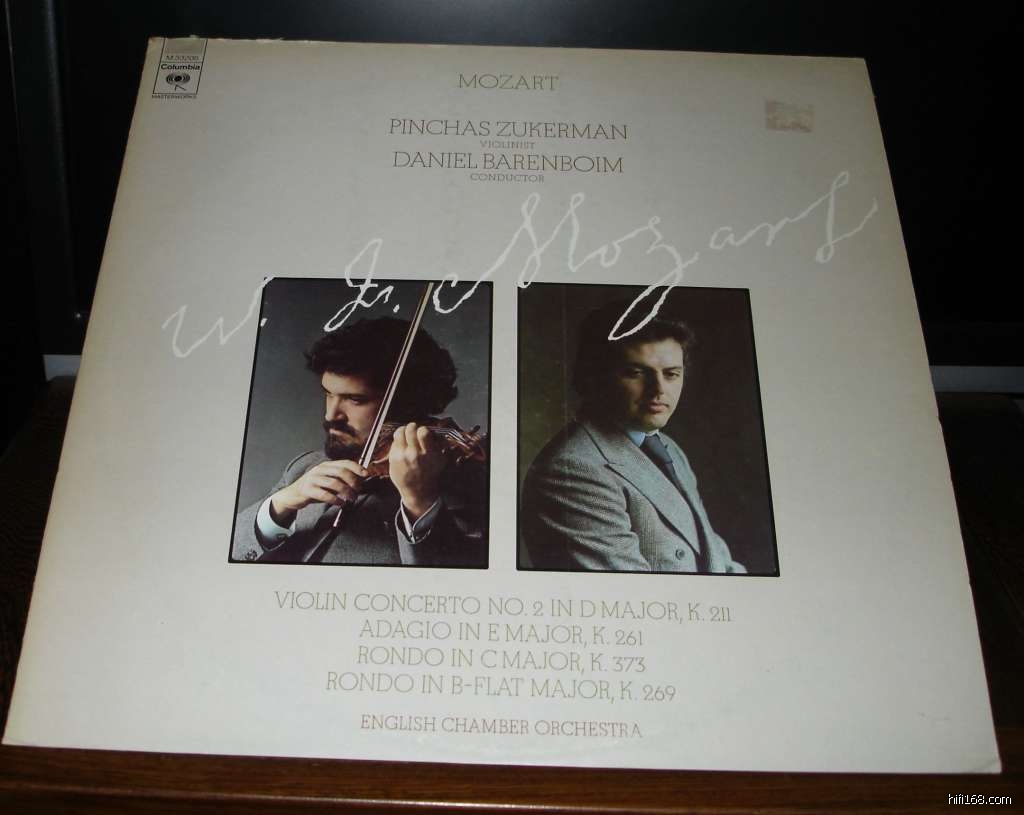 M 33206
Columbia
MASTERWORKS
MOZART
PINCHAS ZUKERMAN
VIOLINIST
DANIEL BARENBOIM
CONDUCTOR
W. A. Mozart
VIOLIN CONCERTO NO. 2 IN D MAJOR, K. 211
ADAGIO IN E MAJOR, K. 261
RONDO IN C MAJOR, K. 373
RONDO IN B-FLAT MAJOR, K. 269
ENGLISH CHAMBER ORCHESTRA
hifi168.com